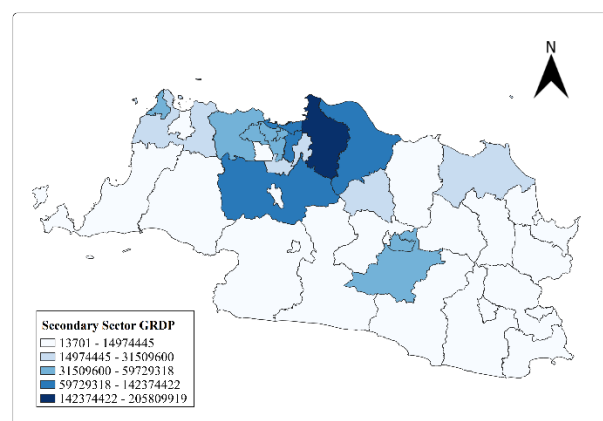 N
Secondary Sector GRDP
13701 - 14974445
14974445 - 31509600
31509600 - 59729318
59729318 - 142374422
142374422 - 205809919